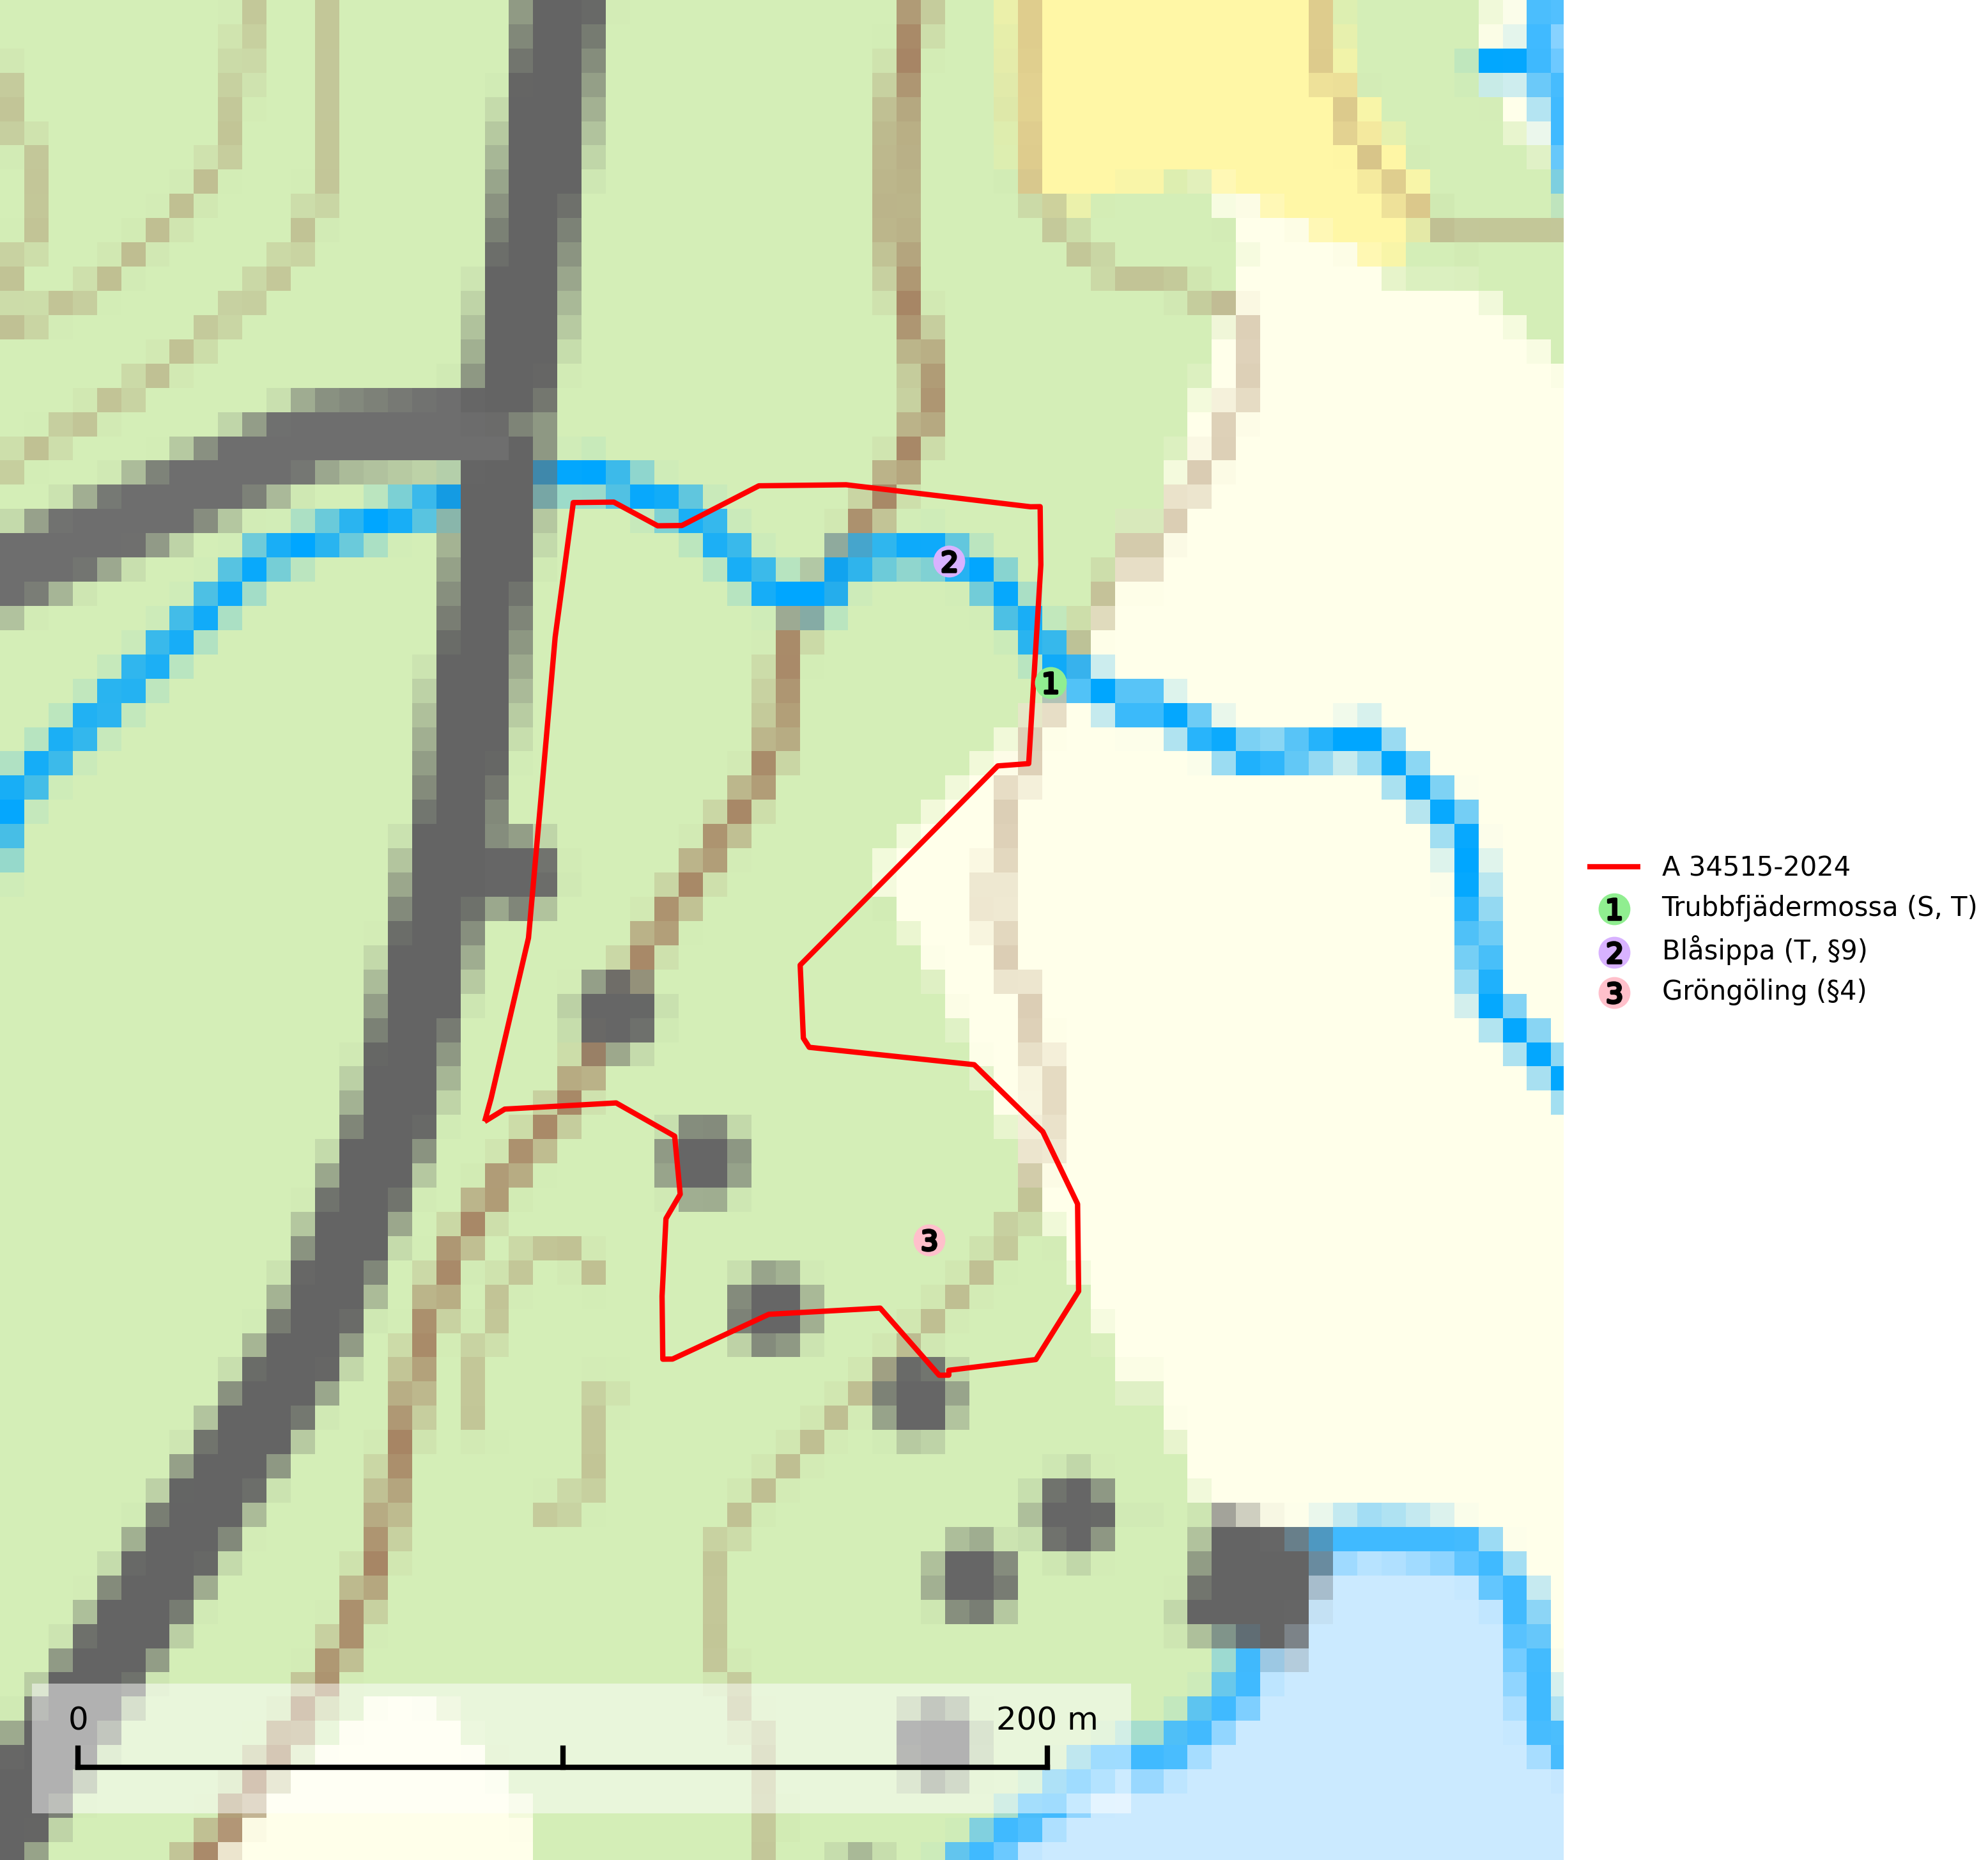 2
1
3
A 34515-2024
1 Trubbfjädermossa (S, T)
2 Blåsippa (T, §9)
3 Gröngöling (§4)
0 200 m